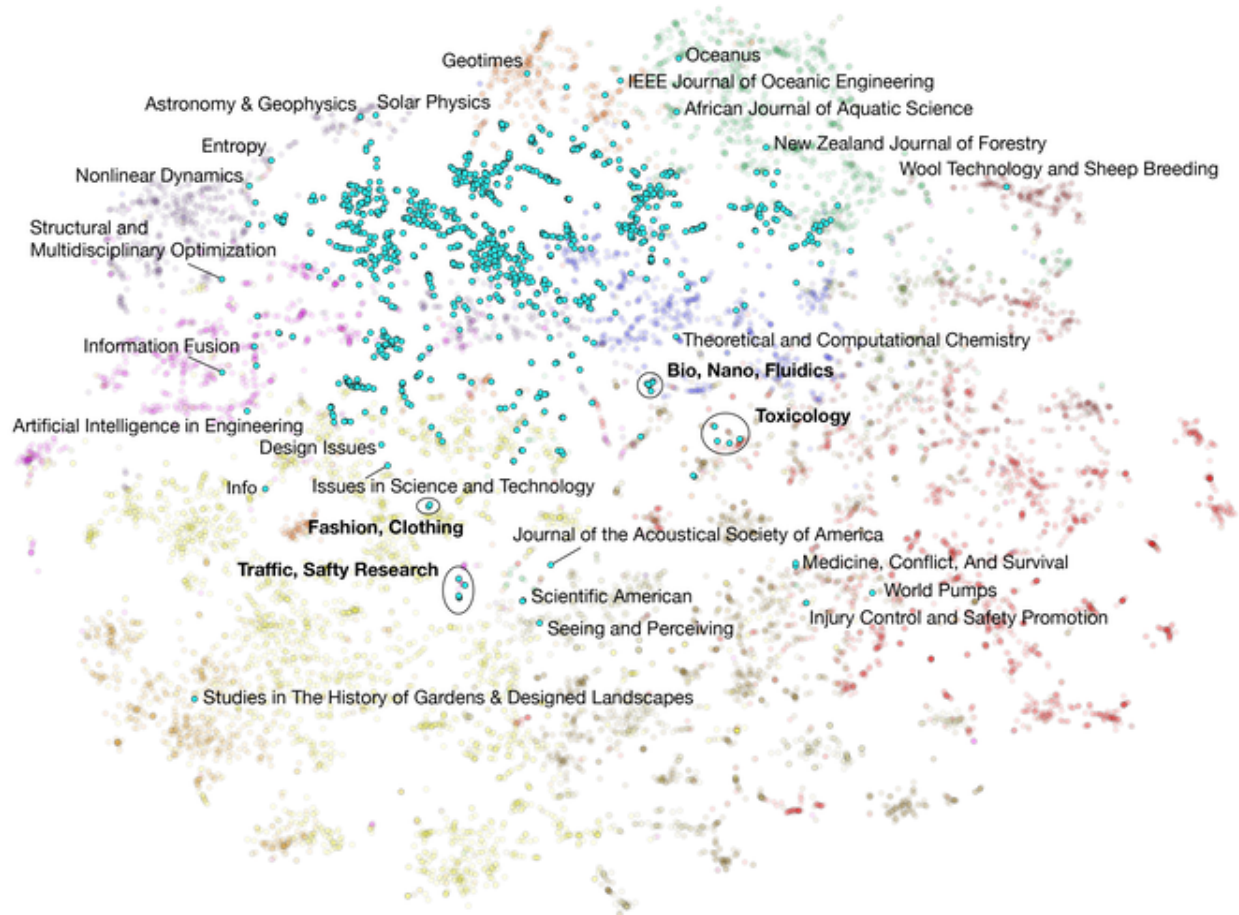 Geotimes
Oceanus
IEEE Journal of Oceanic Engineering
Astronomy & Geophysics
Solar Physics
African Journal of Aquatic Science
Entropy
New Zealand Journal of Forestry
Wool Technology and Sheep Breeding
Nonlinear Dynamics
Structural and
Multidisciplinary Optimization
Information Fusion
Theoretical and Computational Chemistry
Bio, Nano, Fluidics
Toxicology
Artificial Intelligence in Engineering
Design Issues
Info
Issues in Science and Technology
Fashion, Clothing
Journal of the Acoustical Society of America
Traffic, Safty Research
Medicine, Conflict, And Survival
World Pumps
Scientific American
Injury Control and Safety Promotion
Seeing and Perceiving
Studies in The History of Gardens & Designed Landscapes